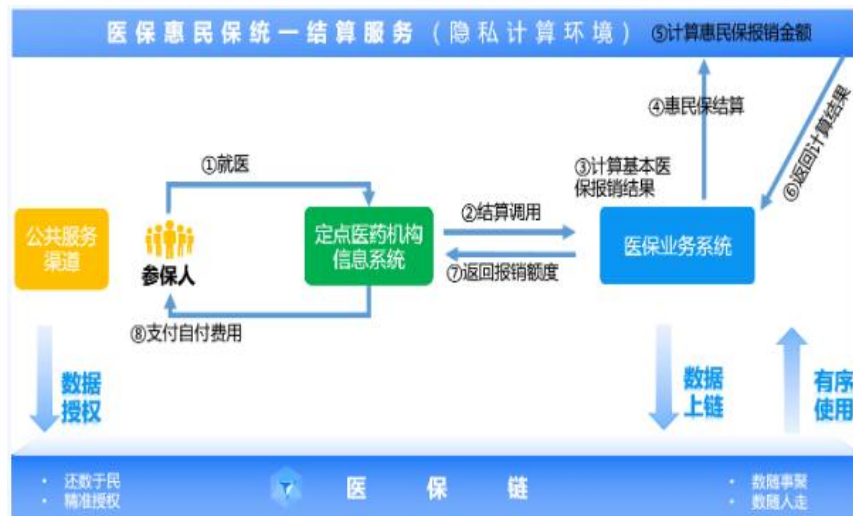 医保惠民保统一结算服务（隐私计算环境） ⑤计算惠民保报销金额
④惠民保结算
⑥返回计算结果
①就医
③计算基本医
保报销结果
公共服务
渠道
参保人
定点医药机构
信息系统
②结算调用
医保业务系统
⑦返回报销额度
⑧支付自付费用
数据
授权
数据
上链
有序
使用
• 还数于民
• 精准授权
医保链
• 数随事聚
• 数随人走